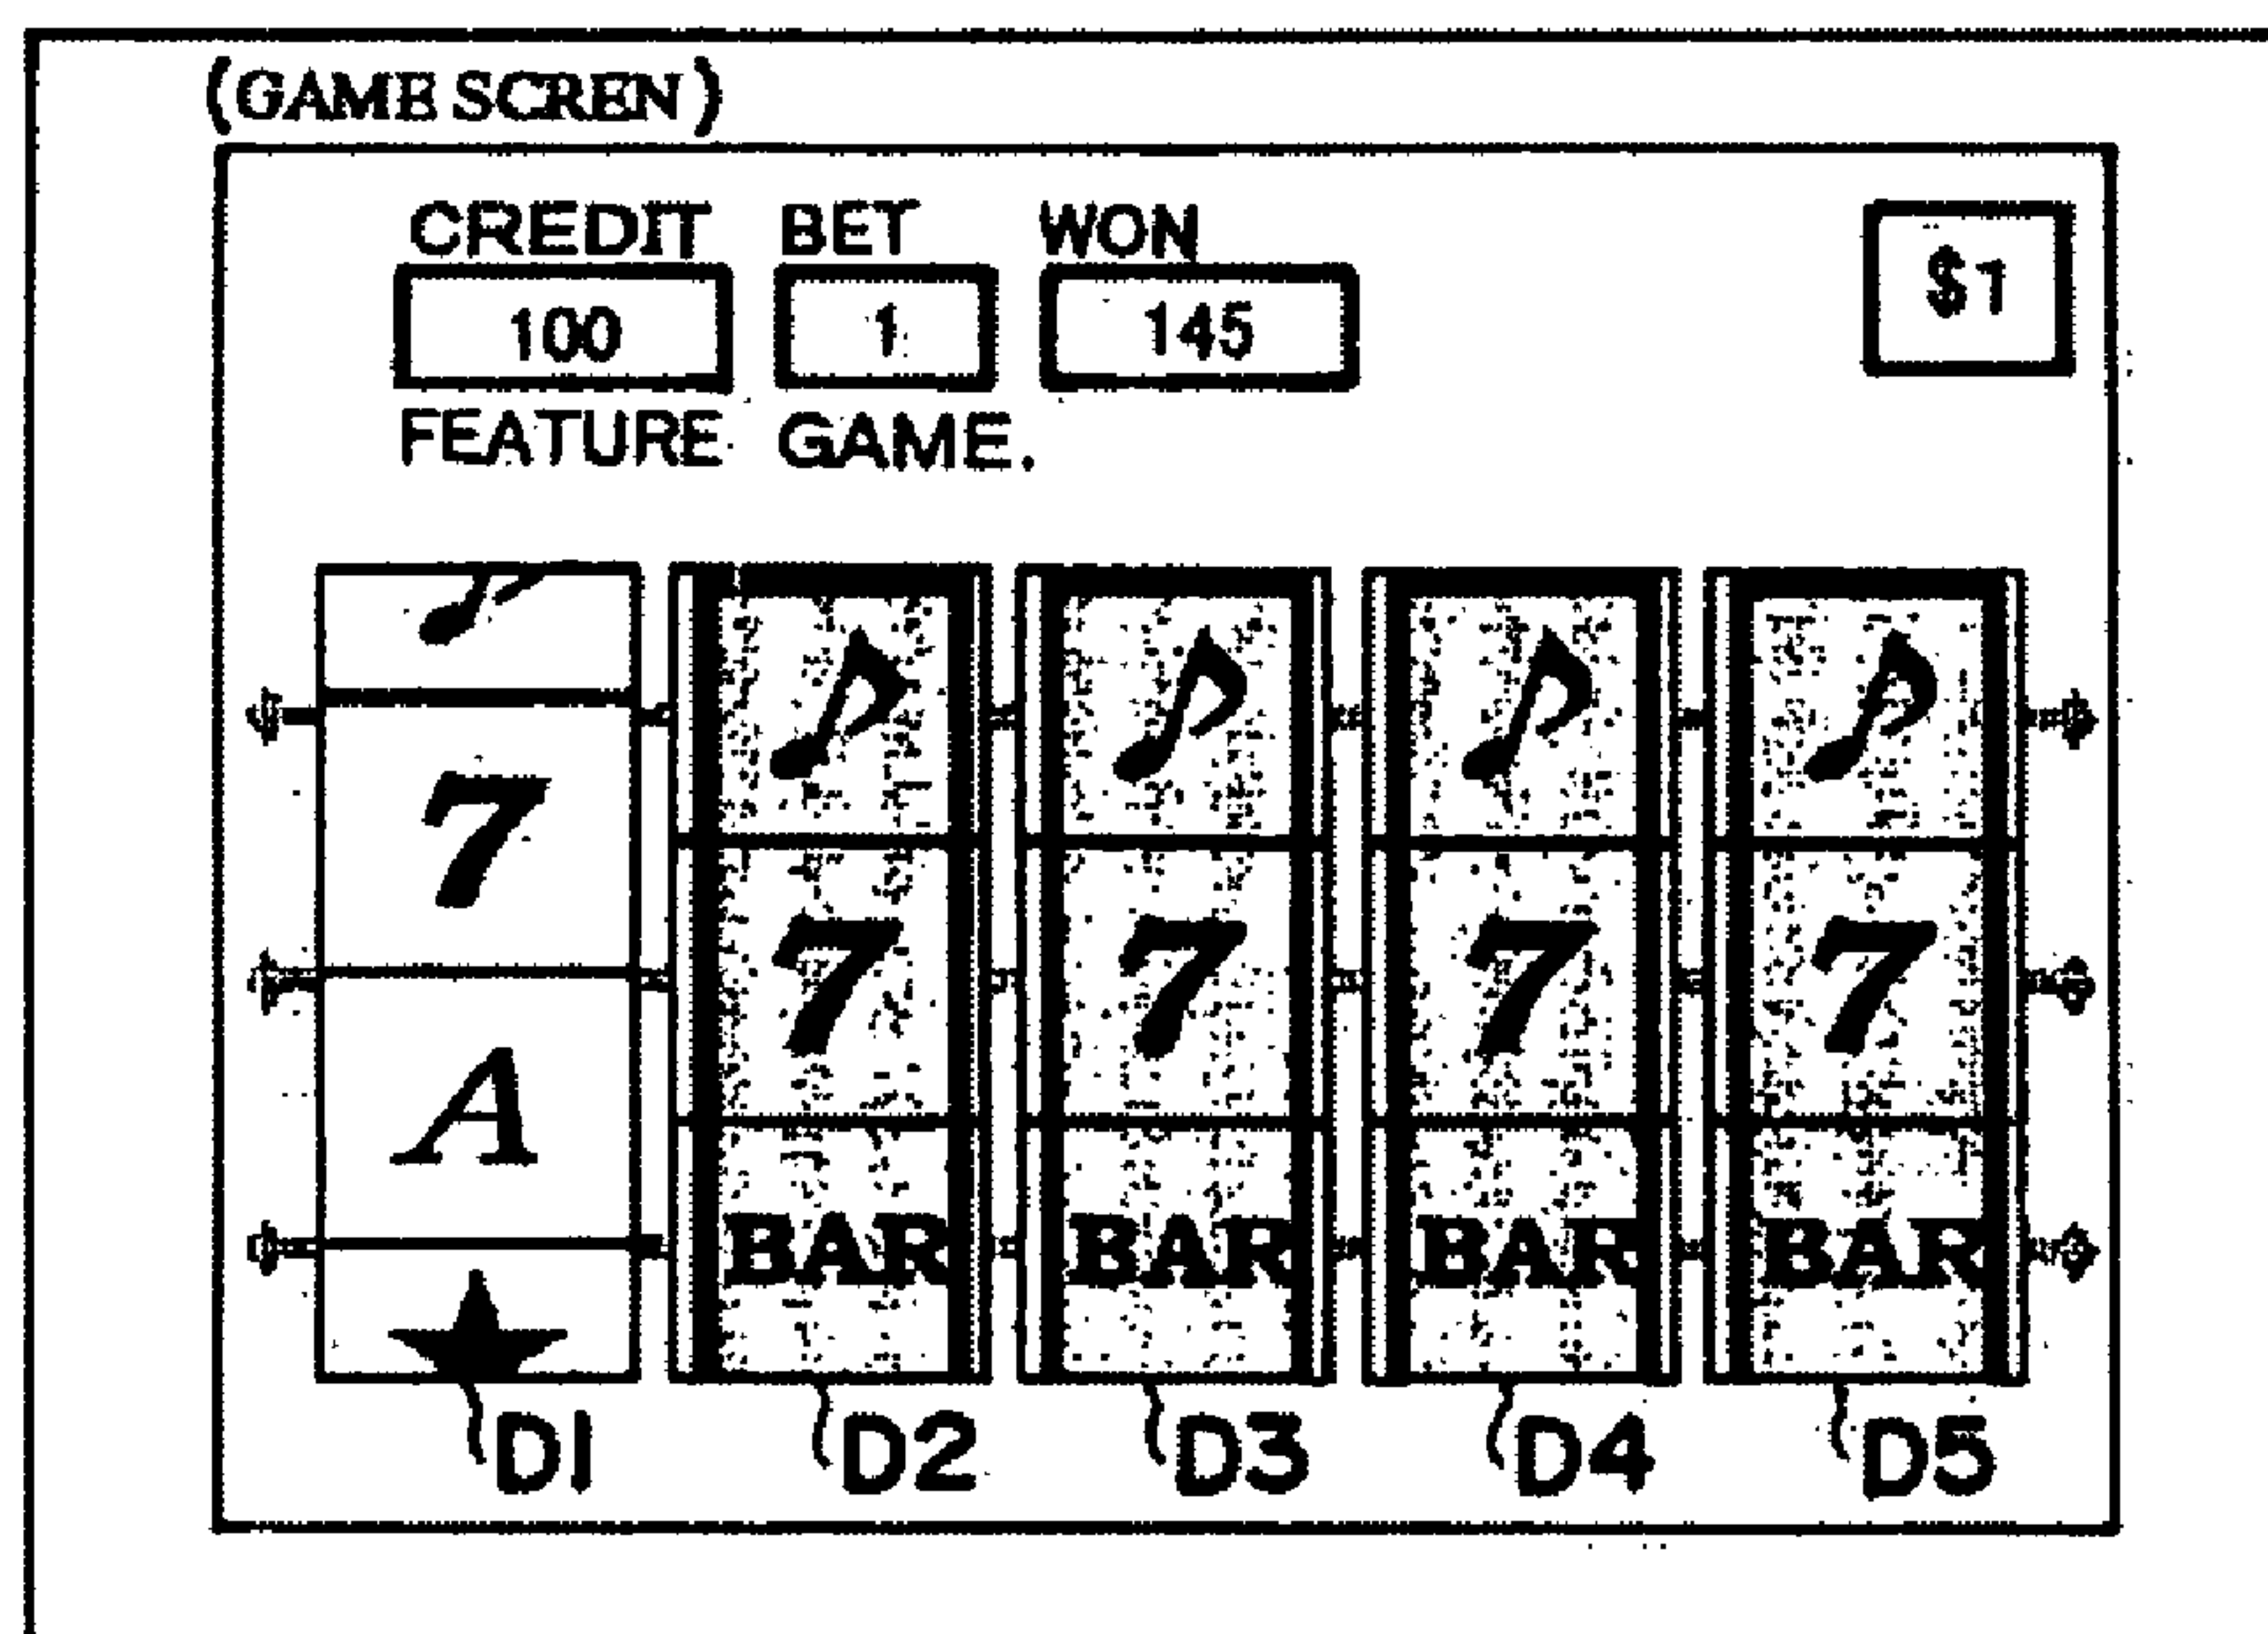 (GAME SCREN)
CREDIT BET WON
$1
100 1 145
FEATURE GAME.
7
7 7 7 7
A
BAR BAR BAR BAR
D1 D2 D3 D4 D5